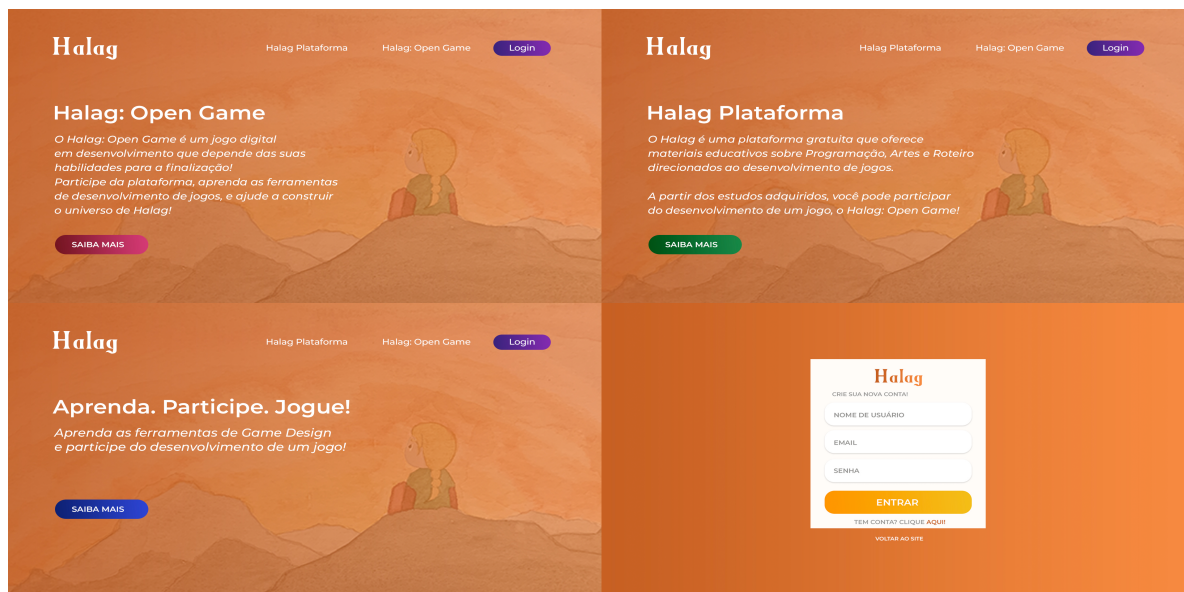 Halag
Halag Plataforma
Halag: Open Game
Login
Halag: Open Game
O Halag: Open Game é um jogo digital
em desenvolvimento que depende das suas
habilidades para a finalização!
Participe da plataforma, aprenda as ferramentas
de desenvolvimento de jogos, e ajude a construir
o universo de Halag!
SAIBA MAIS
Halag
Halag Plataforma
Halag: Open Game
Login
Halag Plataforma
O Halag é uma plataforma gratuita que oferece
materiais educativos sobre Programação, Artes e Roteiro
direcionados ao desenvolvimento de jogos.
A partir dos estudos adquiridos, você pode participar
do desenvolvimento de um jogo, o Halag: Open Game!
SAIBA MAIS
Halag
Halag Plataforma
Halag: Open Game
Login
Aprenda. Participe. Jogue!
Aprenda as ferramentas de Game Design
e participe do desenvolvimento de um jogo!
SAIBA MAIS
Halag
CRIE SUA NOVA CONTA!
NOME DE USUÁRIO
EMAIL
SENHA
ENTRAR
TEM CONTA? CLIQUE AQUI!
VOLTAR AO SITE